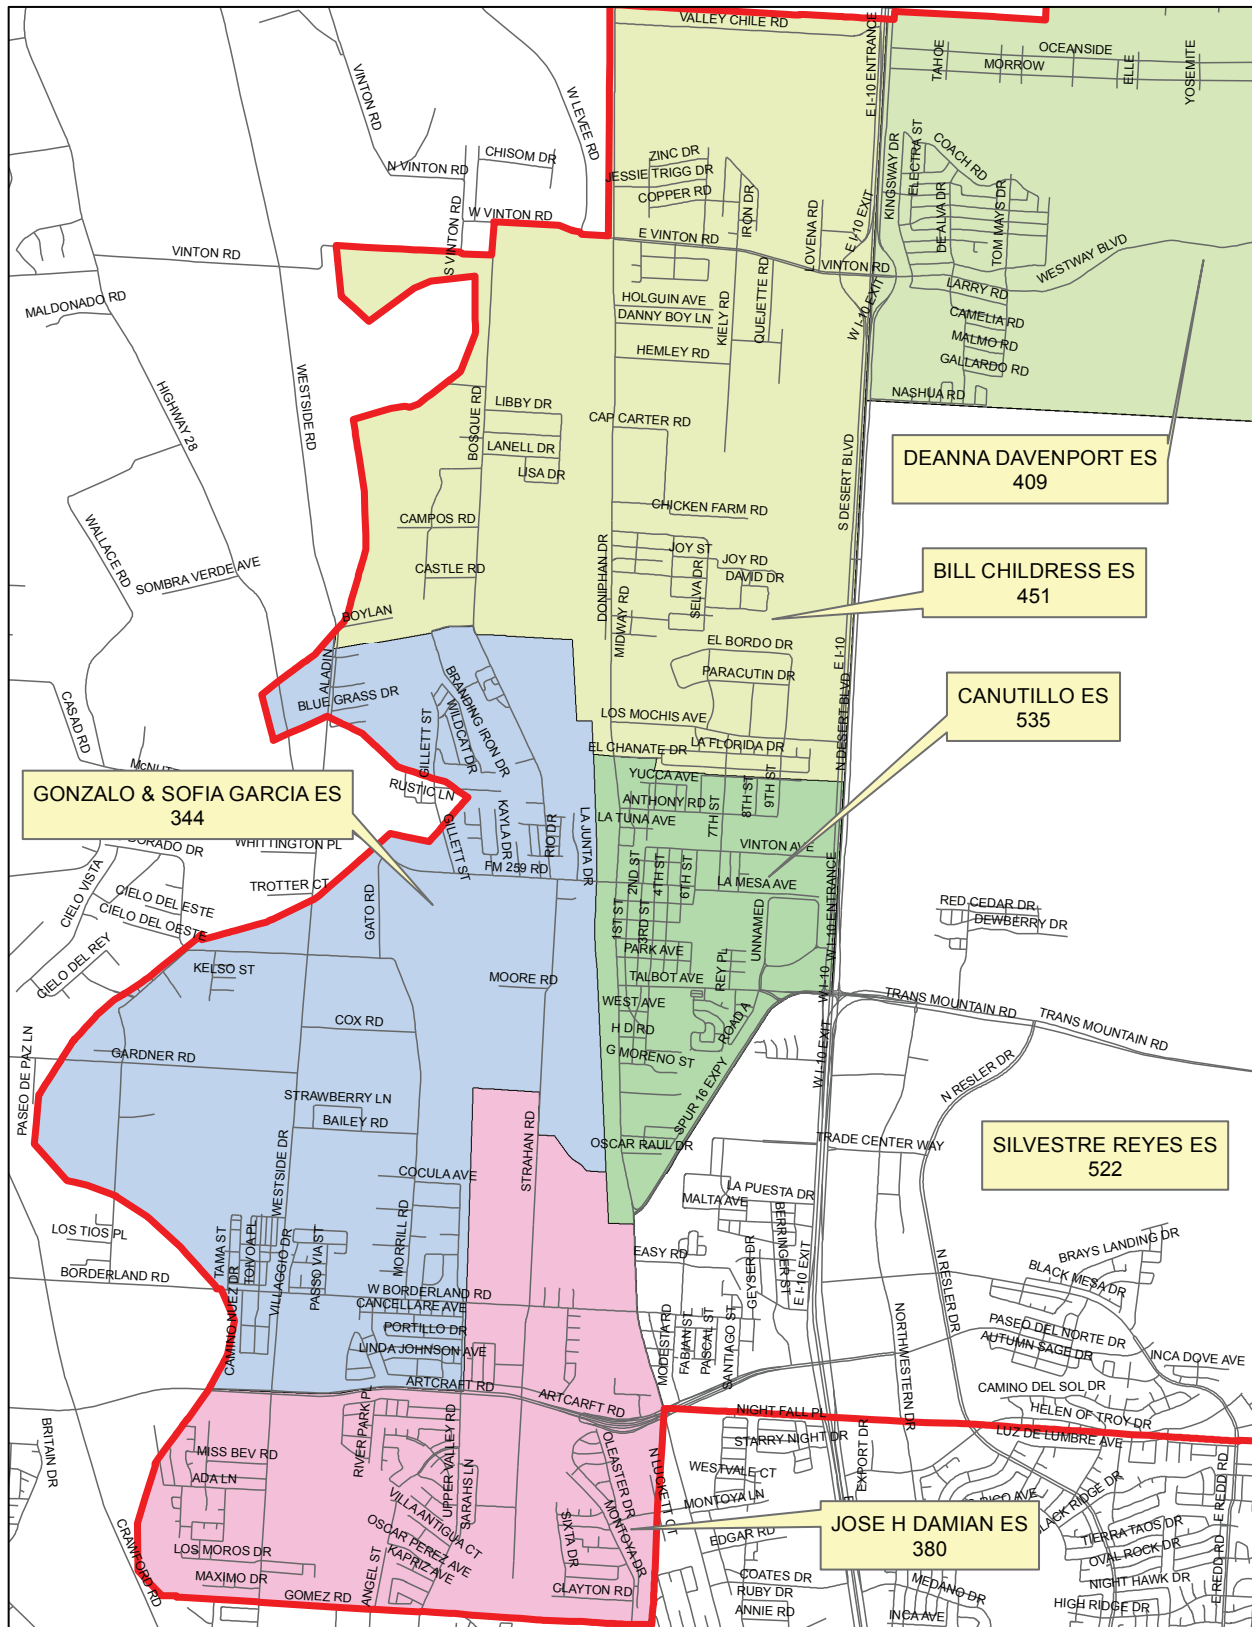 VALLEY CHILE RD
E I-10 ENTRANCE
OCEANSIDE
MORROW
TAHOE
ELLE
YOSEMITE
VINTON RD
W LEVEE RD
CHISOM DR
N VINTON RD
W VINTON RD
S VINTON RD
ZINC DR
JESSIE TRIGG DR
COPPER RD
IRON DR
E VINTON RD
LOVENA RD
E I-10 EXIT
KINGSWAY DR
ELECTRA ST
COACH RD
DE ALVA DR
TOM MAYS DR
WESTWAY BLVD
VINTON RD
VINTON RD
MALDONADO RD
QUEJETTE RD
W I-10 EXIT
LARRY RD
HOLGUIN AVE
DANNY BOY LN
KIELY RD
CAMELIA RD
MALMO RD
HEMLEY RD
GALLARDO RD
NASHUA RD
HIGHWAY 28
WESTSIDE RD
BOSQUE RD
LIBBY DR
CAP CARTER RD
LANELL DR
LISA DR
DEANNA DAVENPORT ES
409
S DESERT BLVD
CHICKEN FARM RD
CAMPOS RD
WALLACE RD
SOMBRA VERDE AVE
CASTLE RD
DONIPHAN DR
JOY ST
JOY RD
DAVID DR
SELVA DR
MIDWAY RD
BILL CHILDRESS ES
451
BOYLAN
EL BORDO DR
E I-10
ALADIN
BLUE GRASS DR
BRANDING IRON DR
WILDCAT DR
GILLETT ST
PARACUTIN DR
CANUTILLO ES
535
CASAD RD
LOS MOCHIS AVE
LA FLORIDA DR
EL CHANATE DR
N DESERT BLVD
YUCCA AVE
8TH ST
9TH ST
ANTHONY RD
7TH ST
RUSTIC LN
GONZALO & SOFIA GARCIA ES
344
KAYLA DR
RIO DR
LA JUNTA DR
LA TUNA AVE
VINTON AVE
WHITTINGTON PL
GILLETT ST
FM 259 RD
2ND ST
4TH ST
6TH ST
LA MESA AVE
TROTTER CT
CIELO VISTA
CIELO DEL ESTE
CIELO DEL OESTE
GATO RD
1ST ST
3RD ST
UNNAMED
W I-10 ENTRANCE
RED CEDAR DR
DEWBERRY DR
CIELO DEL REY
KELSO ST
MOORE RD
PARK AVE
TALBOT AVE
REY PL
W I-10
WEST AVE
TRANS MOUNTAIN RD
TRANS MOUNTAIN RD
COX RD
H D RD
ROAD A
PASEO DE PAZ LN
GARDNER RD
G MORENO ST
W I-10 EXIT
N RESLER DR
STRAWBERRY LN
BAILEY RD
STRAHAN RD
SPUR 16 EXPY
OSCAR RAUL DR
TRADE CENTER WAY
SILVESTRE REYES ES
522
COCULA AVE
WESTSIDE DR
LA PUESTA DR
MALTA AVE
LOS TIOS PL
TAMA ST
VILLAGGIO DR
PASSO VIA ST
MORRILL RD
EASY RD
GEYSER DR
BERRINGER ST
E I-10 EXIT
BRAYS LANDING DR
BLACK MESA DR
BORDERLAND RD
W BORDERLAND RD
CANCELLARE AVE
N RESLER DR
CAMINO NUEZ DR
PORTILLO DR
LINDA JOHNSON AVE
MODESTA RD
FABIAN ST
PASCAL ST
SANTIAGO ST
NORTHWESTERN DR
PASEO DEL NORTE DR
AUTUMN SAGE DR
INCA DOVE AVE
ARTCRAFT RD
ARTCARFT RD
CAMINO DEL SOL DR
NIGHT FALL PL
HELEN OF TROY DR
LUZ DE LUMBRE AVE
BRITAIN DR
RIVER PARK PL
UPPER VALLEY RD
SARAHS LN
OLEASTER DR
STARRY NIGHT DR
EXPORT DR
MISS BEV RD
ADA LN
WESTVALE CT
MONTOYA LN
E REDD RD
CRAWFORD RD
VILLA ANTIGUA CT
SIXTA DR
MONTOYA DR
EDGAR RD
JOSE H DAMIAN ES
380
TIERRA TAOS DR
OVAL ROCK DR
OSCAR PEREZ AVE
LOS MOROS DR
KAPRIZ AVE
MAXIMO DR
ANGEL ST
GOMEZ RD
CLAYTON RD
COATES DR
RUBY DR
ANNIE RD
MEDANO DR
INCA AVE
NIGHT HAWK DR
HIGH RIDGE DR
E REDD RD